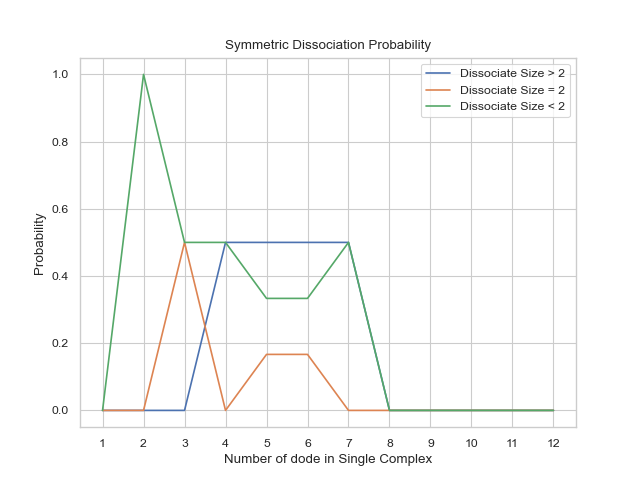 Symmetric Dissociation Probability
Dissociate Size > 2
Dissociate Size = 2
Dissociate Size < 2
Probability
1.0
0.8
0.6
0.4
0.2
0.0
1 2 3 4 5 6 7 8 9 10 11 12
Number of dode in Single Complex